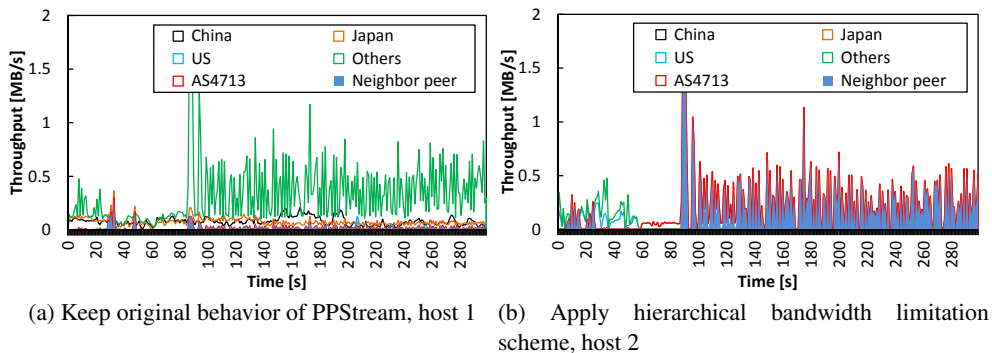 2
1.5
1
0.5
0
Throughput [MB/s]
China
Japan
US
Others
AS4713
Neighbor peer
0
20
40
60
80
100
120
140
160
180
200
220
240
260
280
Time [s]
(a) Keep original behavior of PPStream, host 1
2
1.5
1
0.5
0
Throughput [MB/s]
China
Japan
US
Others
AS4713
Neighbor peer
0
20
40
60
80
100
120
140
160
180
200
220
240
260
280
Time [s]
(b) Apply hierarchical bandwidth limitation
scheme, host 2